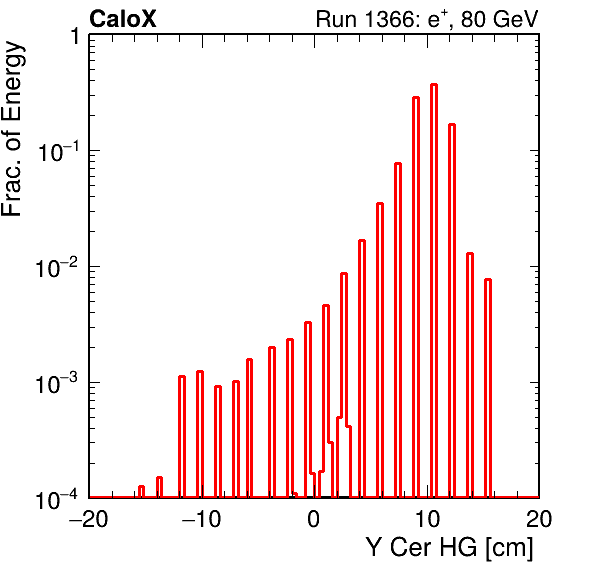 CaloX Run 1366: e⁺, 80 GeV
Frac. of Energy
1
10⁻¹
10⁻²
10⁻³
10⁻⁴
−20 −10 0 10 20
Y Cer HG [cm]